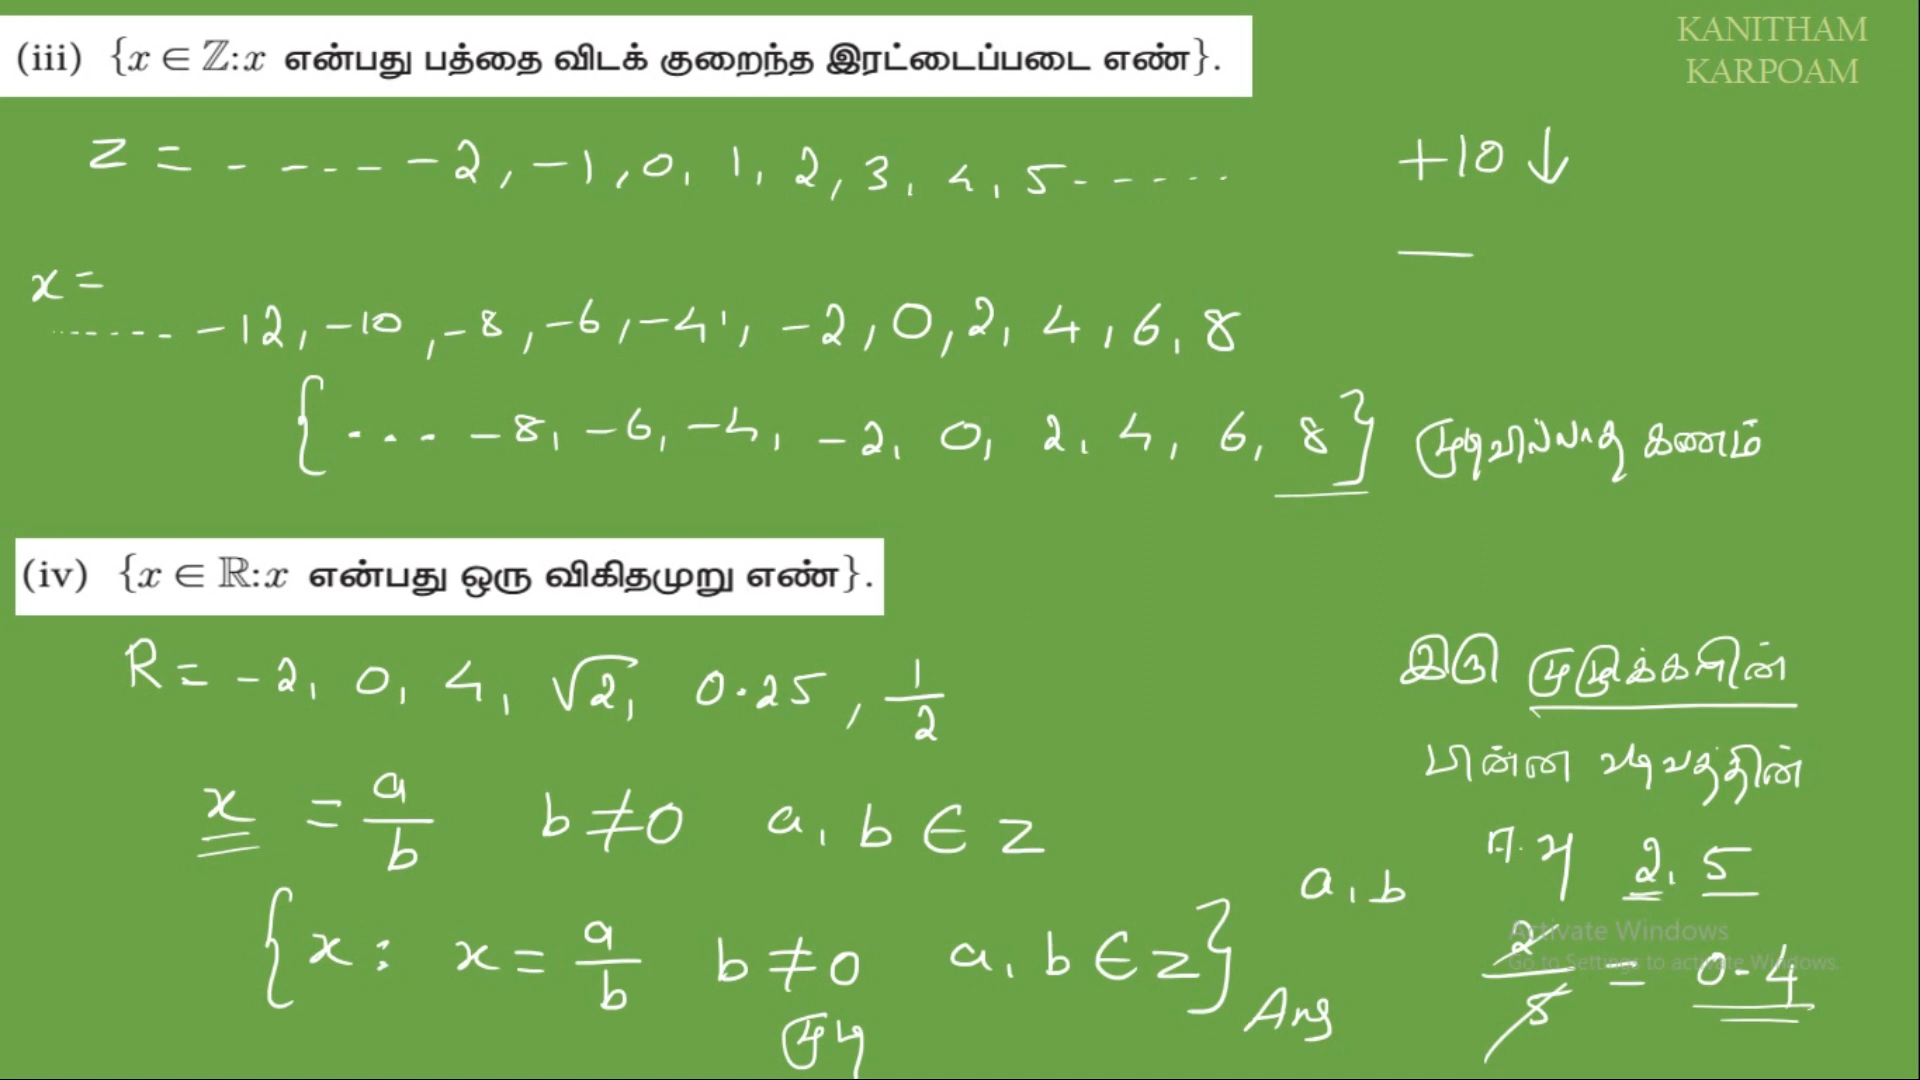 KANITHAM
KARPOAM
(iii) {x ∈ ℤ:x என்பது பத்தை விடக் குறைந்த இரட்டைப்படை எண்}.
Z = - - - - - -2, -1, 0, 1, 2, 3, 4, 5 - - - - - -
+10 ↓
x =
....... -12, -10, -8, -6, -4, -2, 0, 2, 4, 6, 8
{ ... -8, -6, -4, -2, 0, 2, 4, 6, 8} முடிவில்லாத கணம்
(iv) {x ∈ ℝ:x என்பது ஒரு விகிதமுறு எண்}.
R = -2, 0, 4, √2, 0.25, 1/2
இரு முழுக்களின்
பின்ன வடிவத்தின்
x = a/b b ≠ 0 a, b ∈ z
எ.பு 2, 5
a, b
{x : x = a/b b ≠ 0 a, b ∈ z} Ans
2/5 = 0.4
முடி
Activate Windows
Go to Settings to activate Windows.